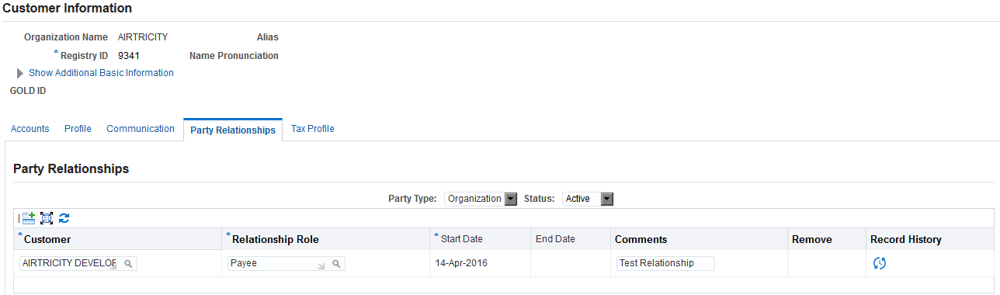 Customer Information
Organization Name AIRTRICITY Alias
* Registry ID 9341 Name Pronunciation
Show Additional Basic Information
GOLD ID
Accounts Profile Communication Party Relationships Tax Profile
Party Relationships
Party Type: Organization Status: Active
* Customer * Relationship Role * Start Date End Date Comments Remove Record History
AIRTRICITY DEVELOF Payee 14-Apr-2016 Test Relationship